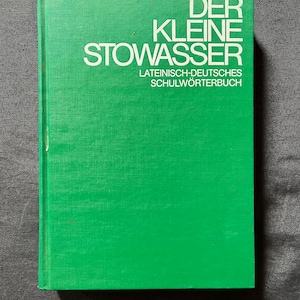 DER
KLEINE
STOWASSER
LATEINISCH-DEUTSCHES
SCHULWÖRTERBUCH